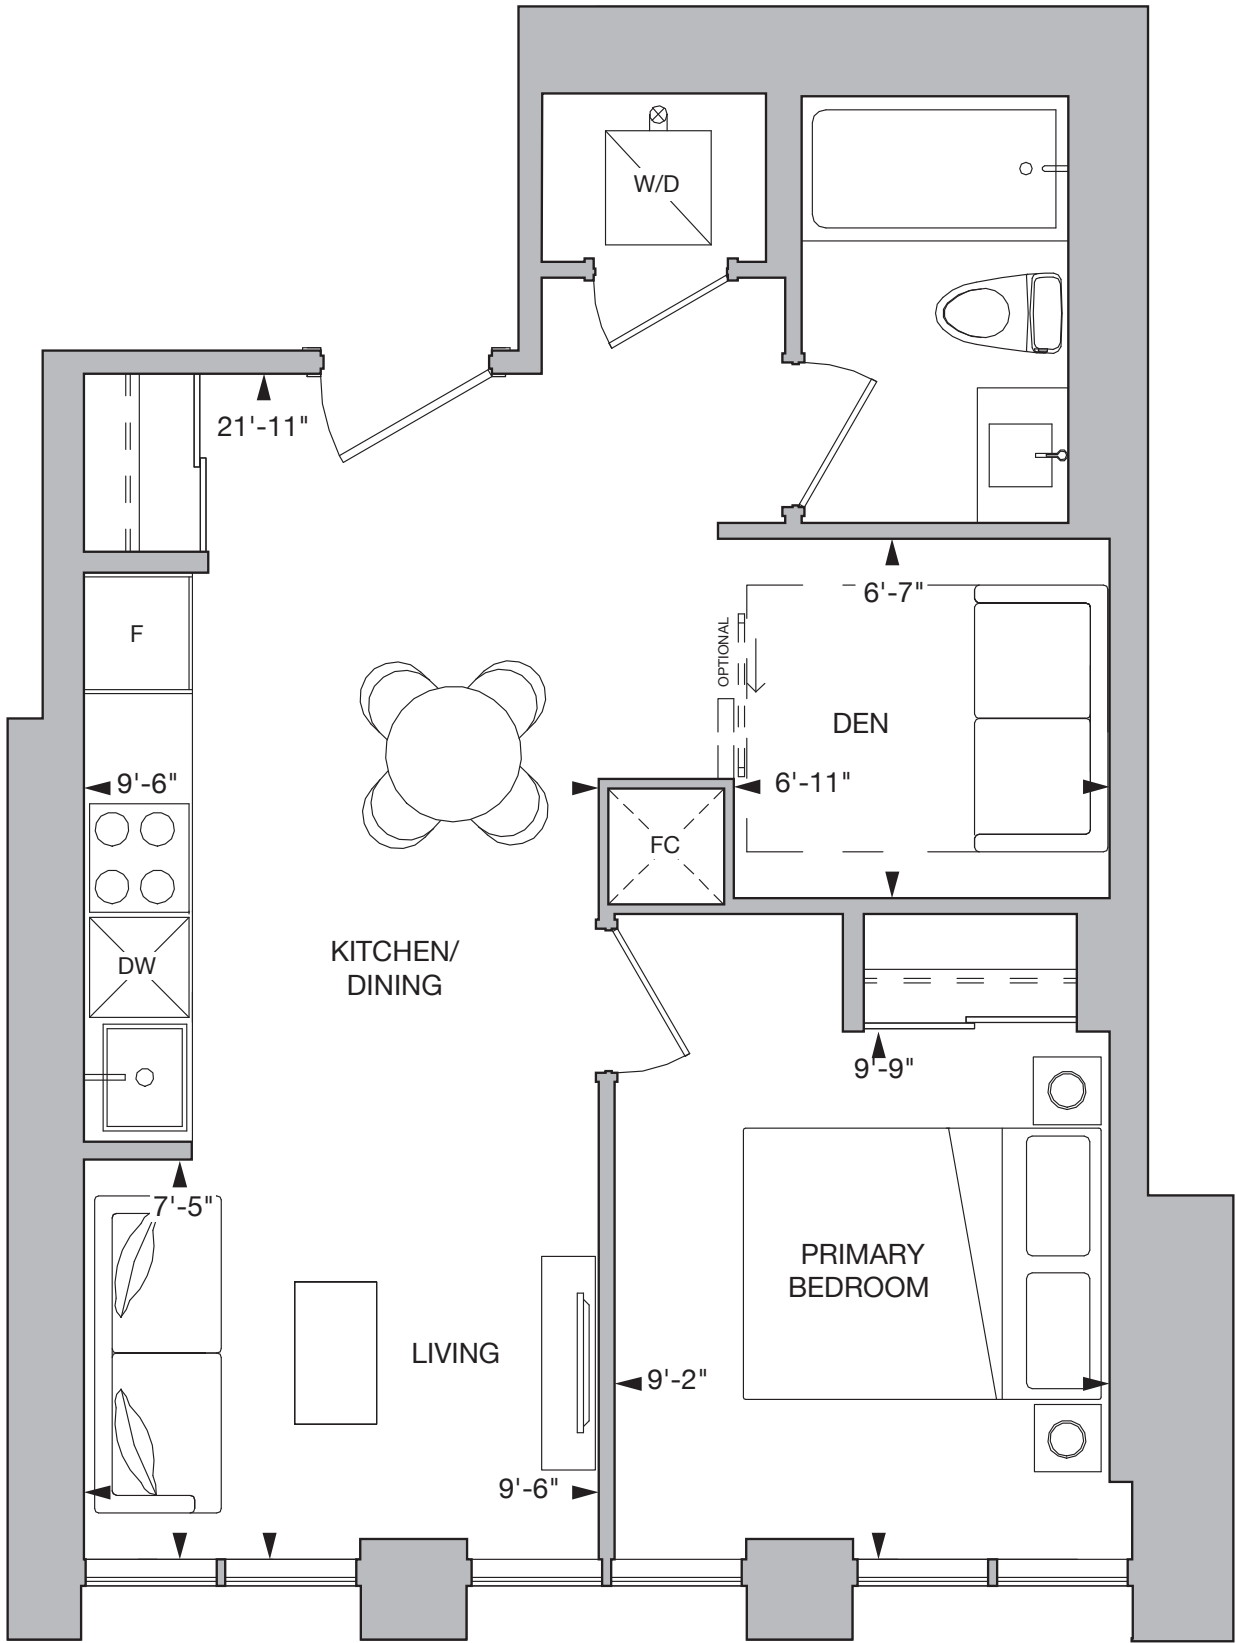 W/D
21'-11"
6'-7"
F
OPTIONAL
DEN
9'-6"
6'-11"
FC
KITCHEN/
DINING
DW
9'-9"
7'-5"
PRIMARY
BEDROOM
LIVING
9'-2"
9'-6"